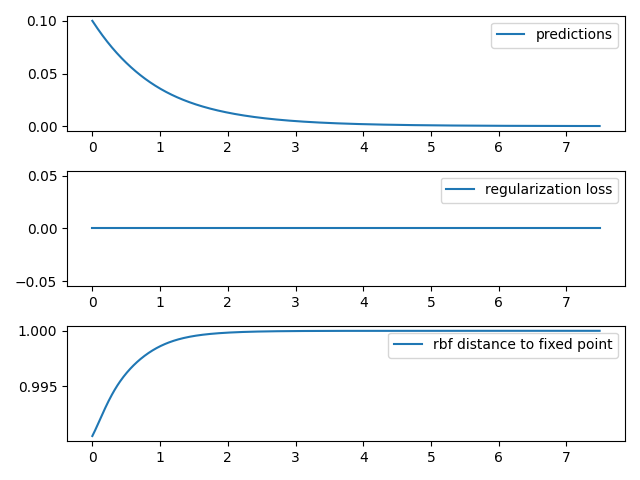 0.10
0.05
0.00
predictions
0 1 2 3 4 5 6 7
0.05
0.00
−0.05
regularization loss
0 1 2 3 4 5 6 7
1.000
0.995
rbf distance to fixed point
0 1 2 3 4 5 6 7